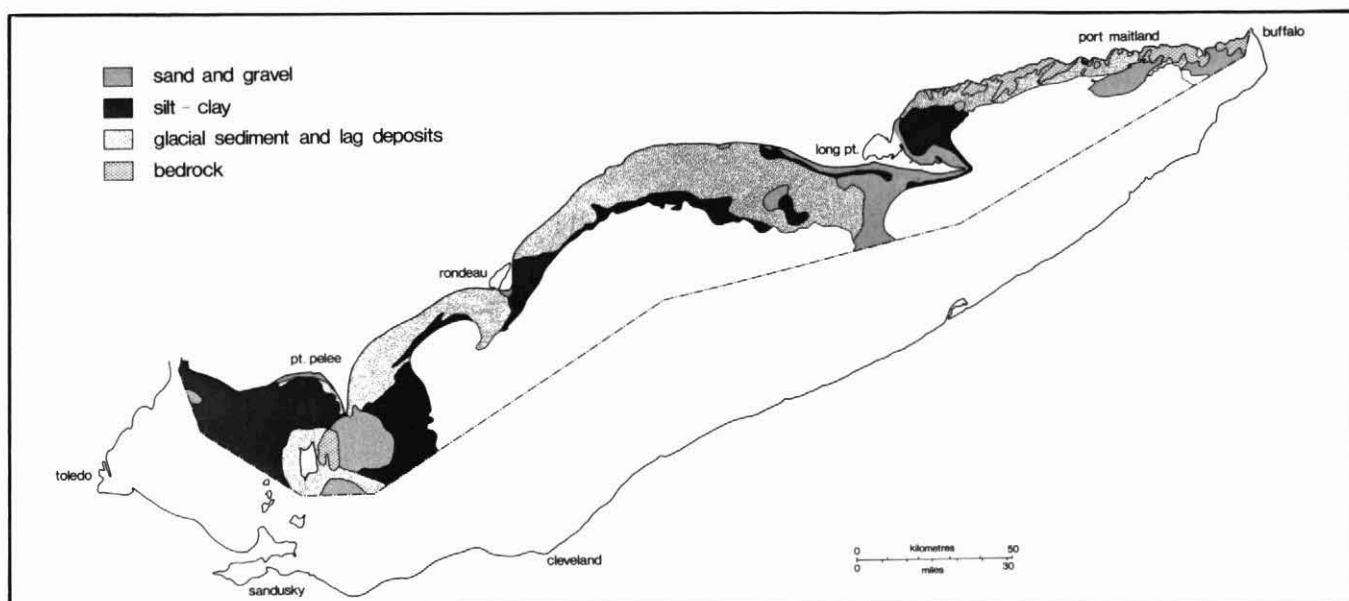 port maitland
buffalo
sand and gravel
silt - clay
glacial sediment and lag deposits
long pt.
bedrock
rondeau
pt. pelee
toledo
cleveland
0 kilometres 50
0 miles 30
sandusky